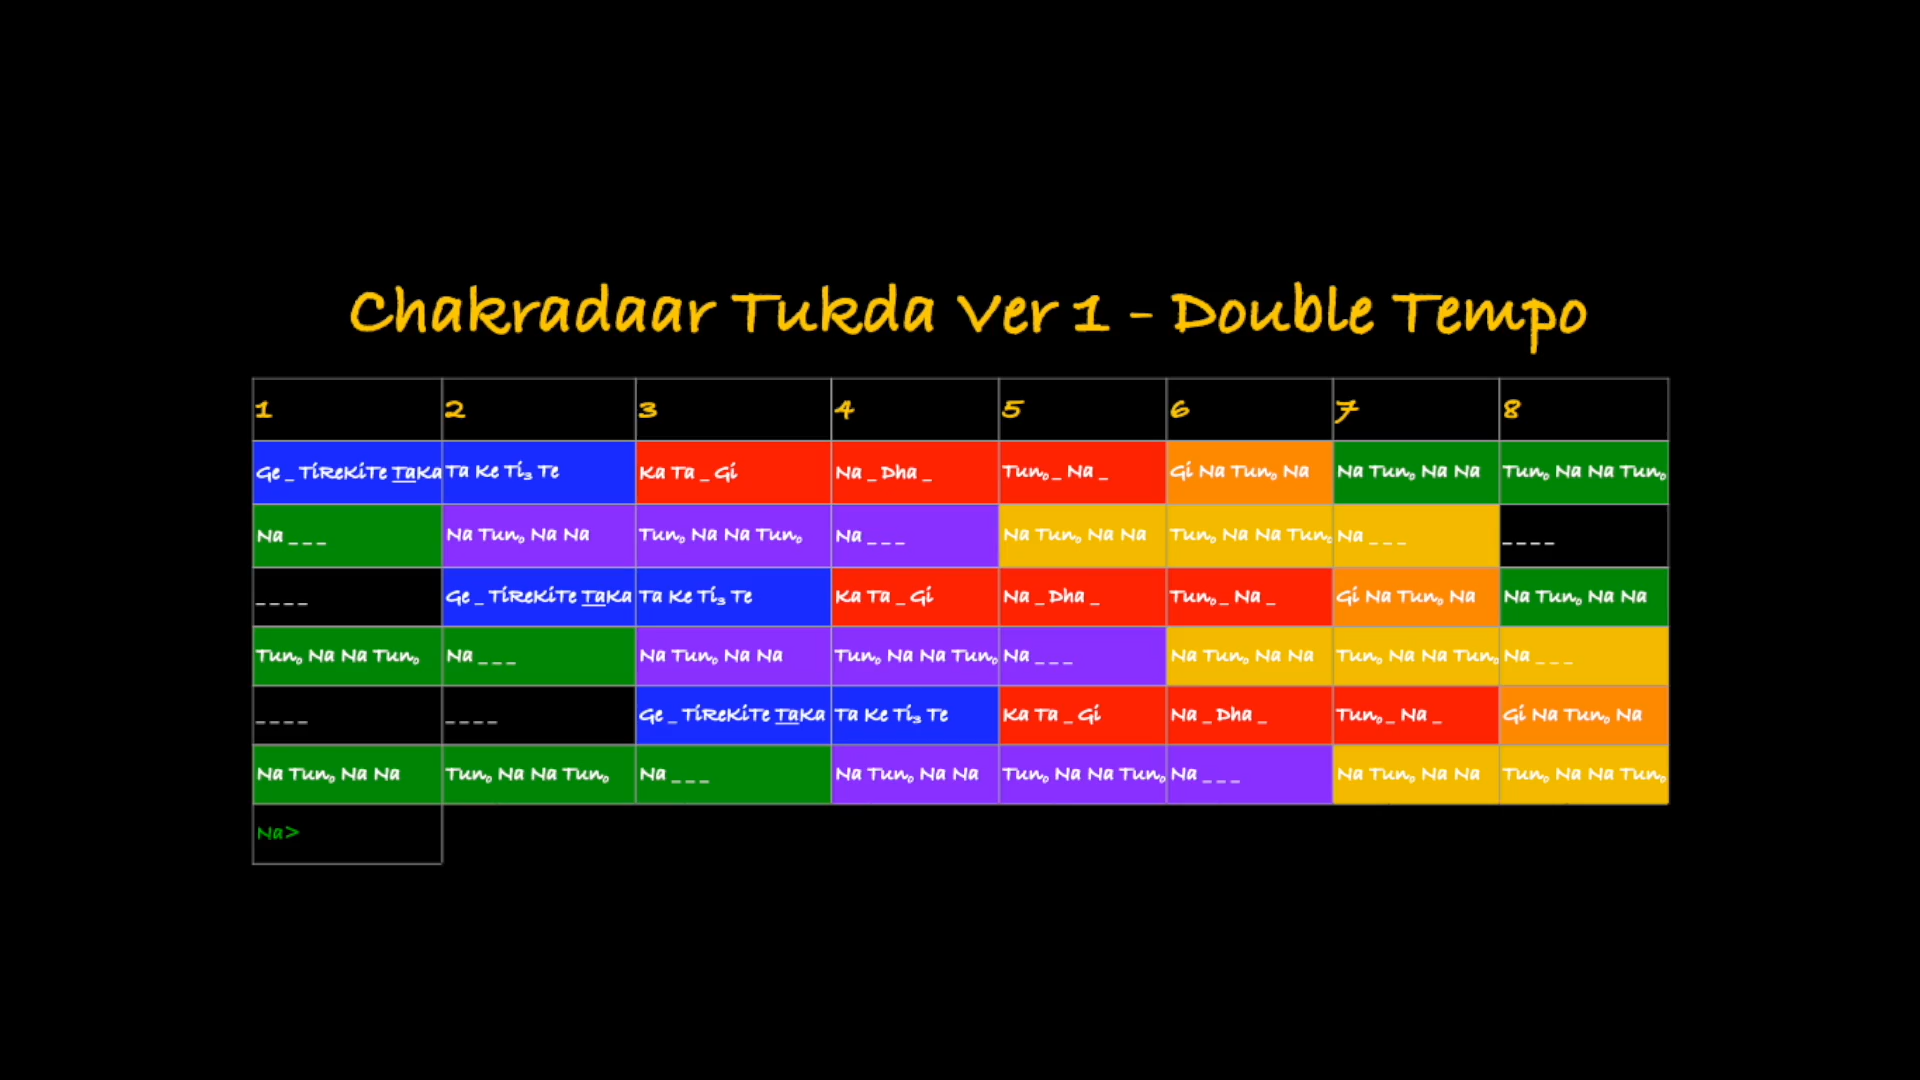 Chakradaar Tukda Ver 1 - Double Tempo
1 2 3 4 5 6 7 8
Ge _ TiReKiTe TaKa Ta Ke Ti₃ Te Ka Ta _ Gi Na _ Dha _ Tun₀ _ Na _ Gi Na Tun₀ Na Na Tun₀ Na Na Tun₀ Na Na Tun₀
Na _ _ _ Na Tun₀ Na Na Tun₀ Na Na Tun₀ Na _ _ _ Na Tun₀ Na Na Tun₀ Na Na Tun₀ Na _ _ _ _ _ _ _
_ _ _ _ Ge _ TiReKiTe TaKa Ta Ke Ti₃ Te Ka Ta _ Gi Na _ Dha _ Tun₀ _ Na _ Gi Na Tun₀ Na Na Tun₀ Na Na
Tun₀ Na Na Tun₀ Na _ _ _ Na Tun₀ Na Na Tun₀ Na Na Tun₀ Na _ _ _ Na Tun₀ Na Na Tun₀ Na Na Tun₀ Na _ _ _
_ _ _ _ _ _ _ _ Ge _ TiReKiTe TaKa Ta Ke Ti₃ Te Ka Ta _ Gi Na _ Dha _ Tun₀ _ Na _ Gi Na Tun₀ Na
Na Tun₀ Na Na Tun₀ Na Na Tun₀ Na _ _ _ Na Tun₀ Na Na Tun₀ Na Na Tun₀ Na _ _ _ Na Tun₀ Na Na Tun₀ Na Na Tun₀
Na>